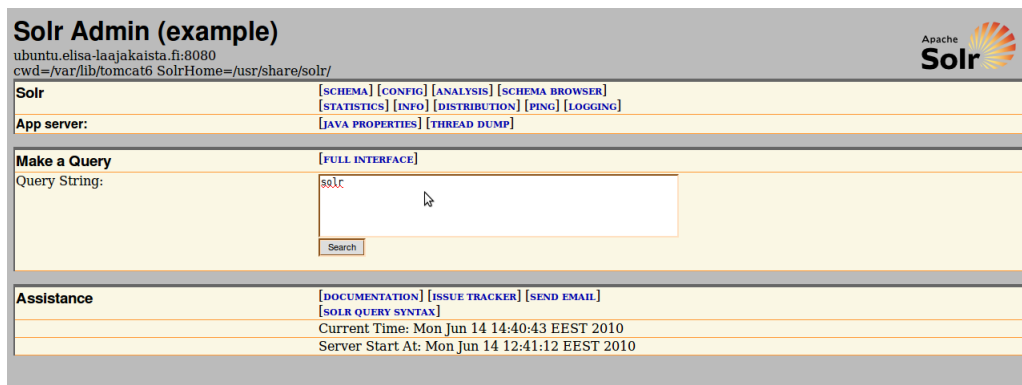 Solr Admin (example)
ubuntu.elisa-laajakaista.fi:8080
cwd=/var/lib/tomcat6 SolrHome=/usr/share/solr/
Apache
Solr
Solr [SCHEMA] [CONFIG] [ANALYSIS] [SCHEMA BROWSER]
[STATISTICS] [INFO] [DISTRIBUTION] [PING] [LOGGING]
App server: [JAVA PROPERTIES] [THREAD DUMP]
Make a Query [FULL INTERFACE]
Query String: solr
Search
Assistance [DOCUMENTATION] [ISSUE TRACKER] [SEND EMAIL]
[SOLR QUERY SYNTAX]
Current Time: Mon Jun 14 14:40:43 EEST 2010
Server Start At: Mon Jun 14 12:41:12 EEST 2010